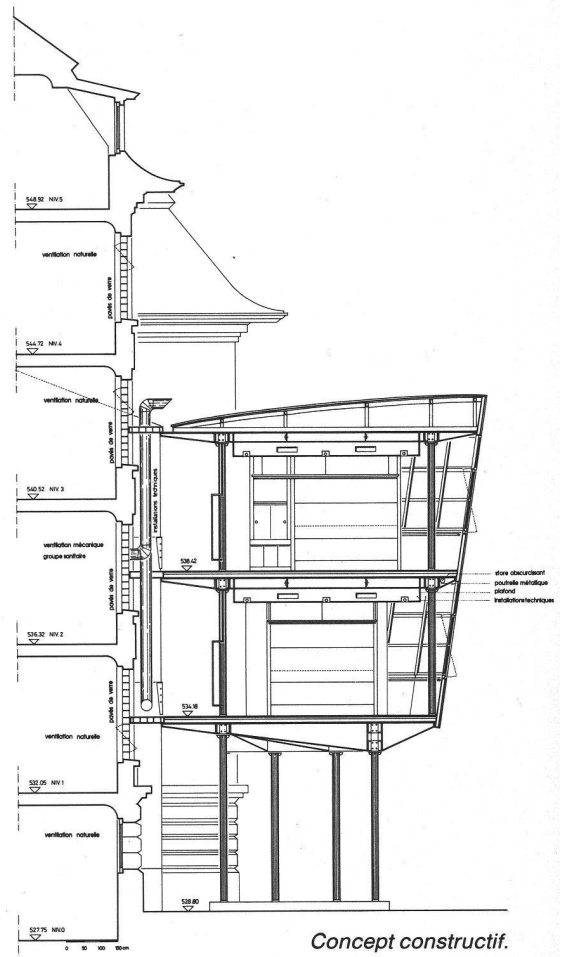 548.92 NIV.5
ventilation naturelle
pavés de verre
544.72 NIV.4
ventilation naturelle
pavés de verre
installations techniques
540.52 NIV. 3
ventilation mécanique
groupe sanitaire
pavés de verre
538.42
store obscurcissant
poutrelle métallique
plafond
installations techniques
536.32 NIV. 2
pavés de verre
534.18
ventilation naturelle
532.05 NIV. 1
ventilation naturelle
528.80
527.75 NIV.0
0 50 100 150cm
Concept constructif.